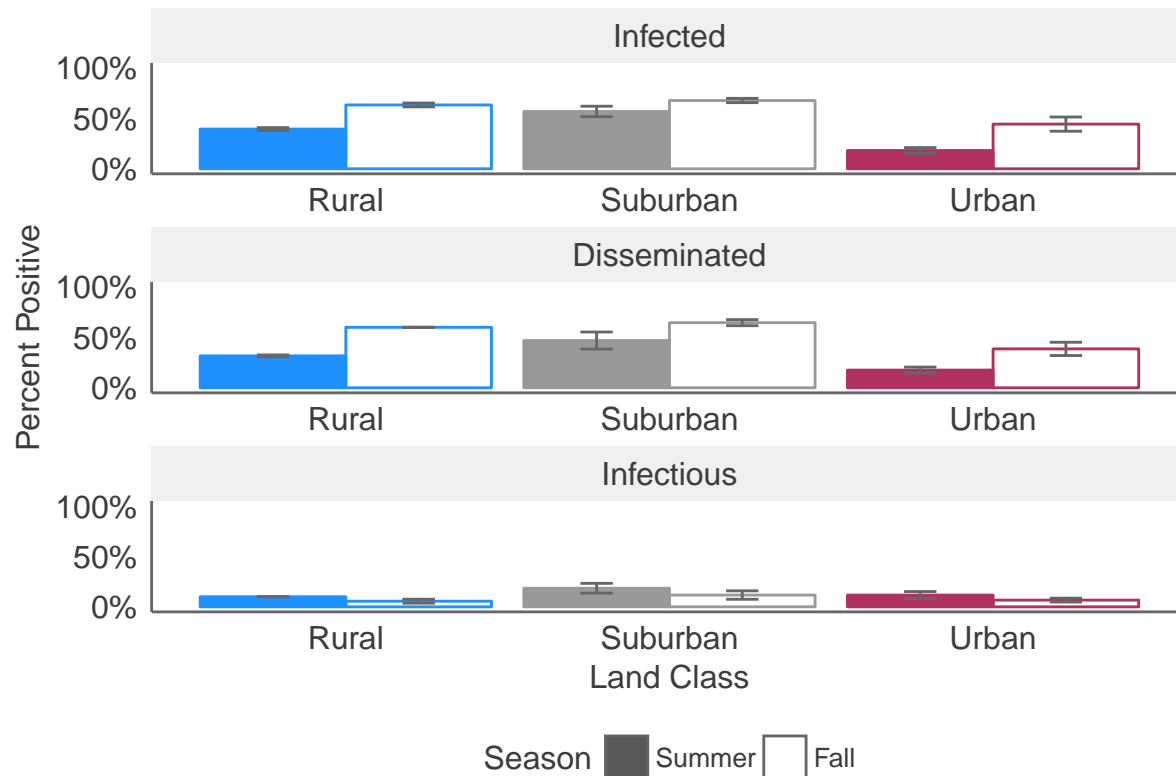 Infected
100%
50%
0%
Rural Suburban Urban
Disseminated
100%
50%
0%
Rural Suburban Urban
Infectious
100%
50%
0%
Rural Suburban Urban
Land Class
Percent Positive
Season Summer Fall